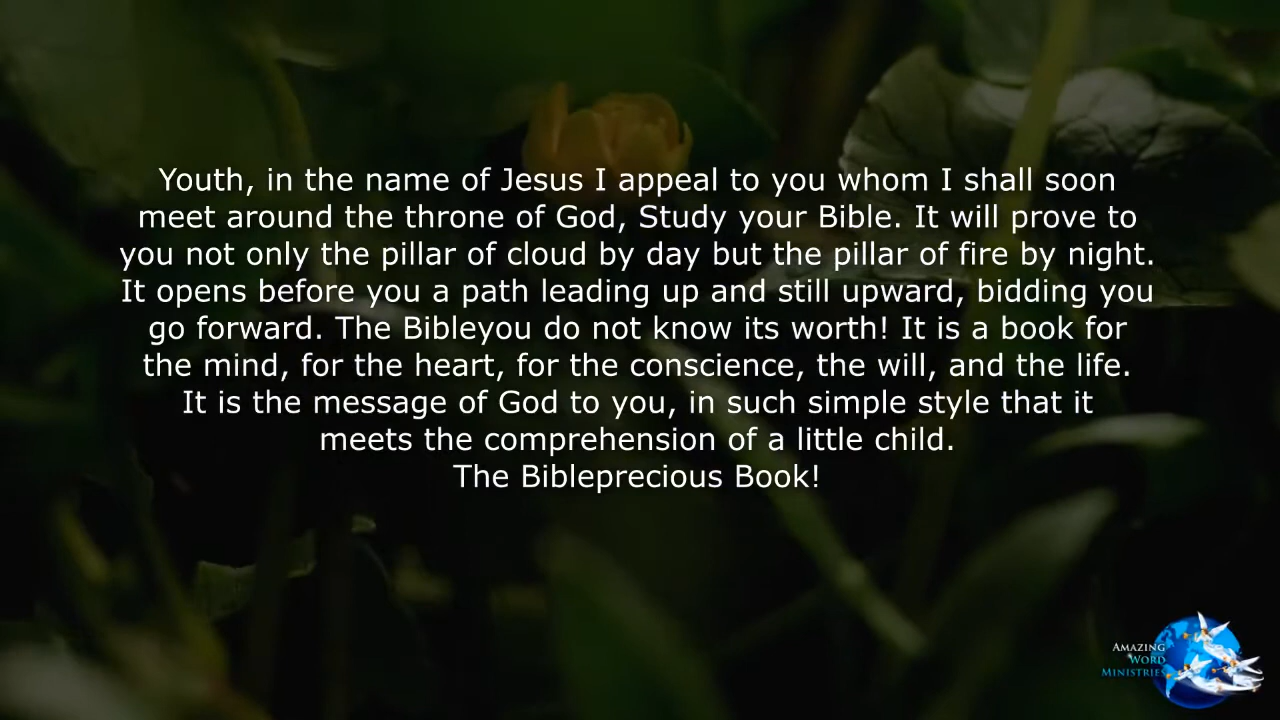 Youth, in the name of Jesus I appeal to you whom I shall soon
meet around the throne of God, Study your Bible. It will prove to
you not only the pillar of cloud by day but the pillar of fire by night.
It opens before you a path leading up and still upward, bidding you
go forward. The Bibleyou do not know its worth! It is a book for
the mind, for the heart, for the conscience, the will, and the life.
It is the message of God to you, in such simple style that it
meets the comprehension of a little child.
The Bibleprecious Book!
AMAZING
WORD
MINISTRIES